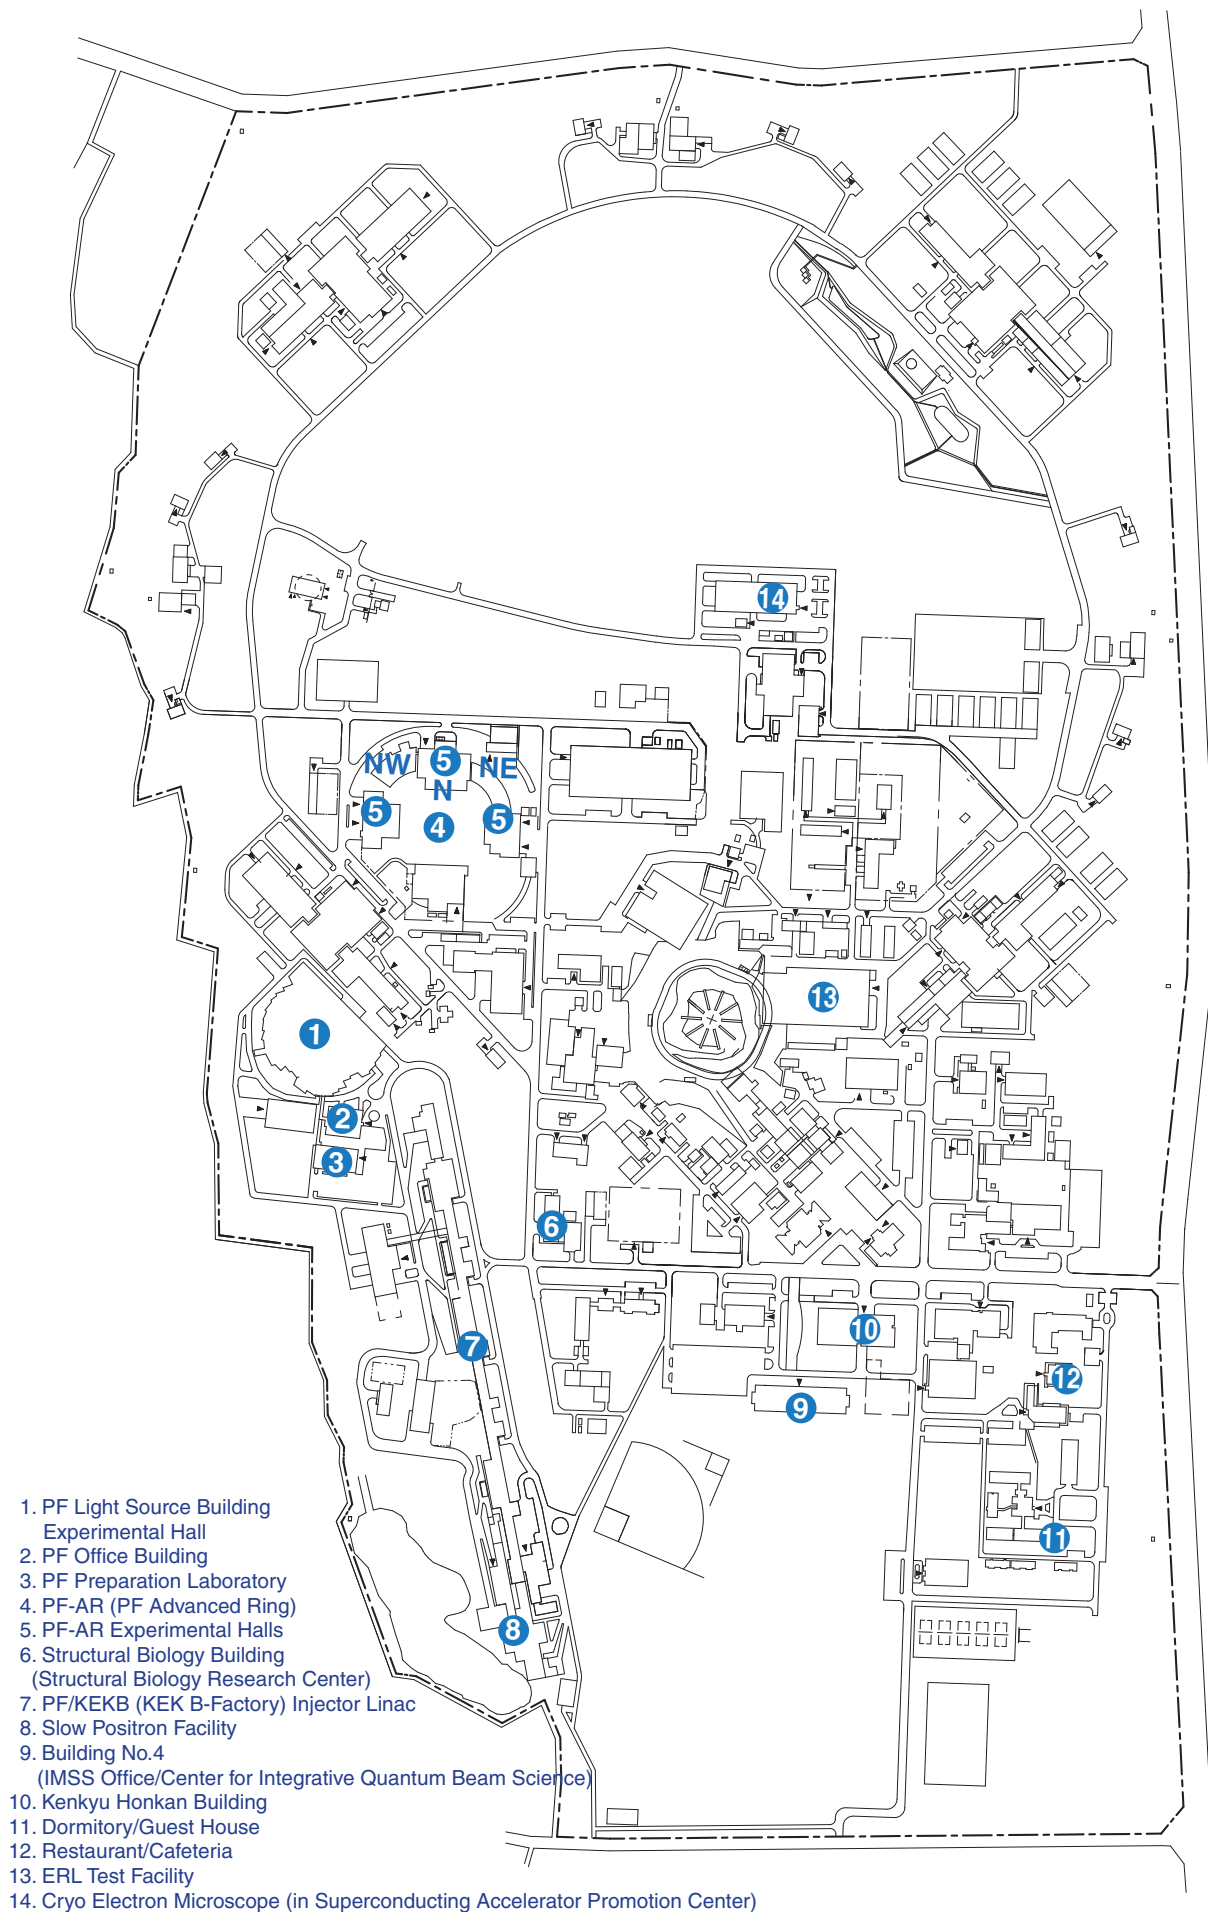 14
NW
5
NE
N
5
4
5
13
1
2
3
6
7
10
12
9
11
8
1. PF Light Source Building
Experimental Hall
2. PF Office Building
3. PF Preparation Laboratory
4. PF-AR (PF Advanced Ring)
5. PF-AR Experimental Halls
6. Structural Biology Building
(Structural Biology Research Center)
7. PF/KEKB (KEK B-Factory) Injector Linac
8. Slow Positron Facility
9. Building No.4
(IMSS Office/Center for Integrative Quantum Beam Science)
10. Kenkyu Honkan Building
11. Dormitory/Guest House
12. Restaurant/Cafeteria
13. ERL Test Facility
14. Cryo Electron Microscope (in Superconducting Accelerator Promotion Center)